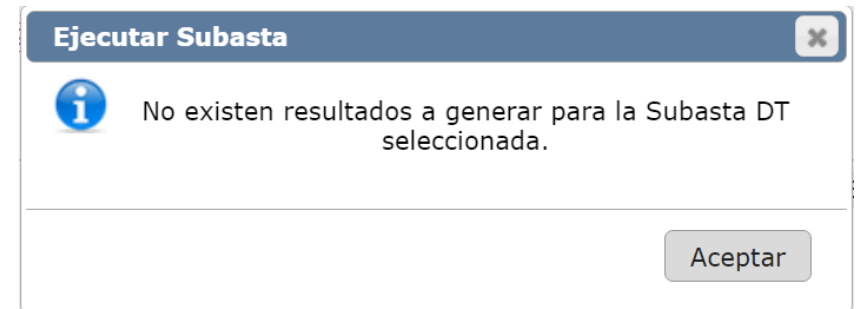 Ejecutar Subasta
No existen resultados a generar para la Subasta DT
seleccionada.
Aceptar